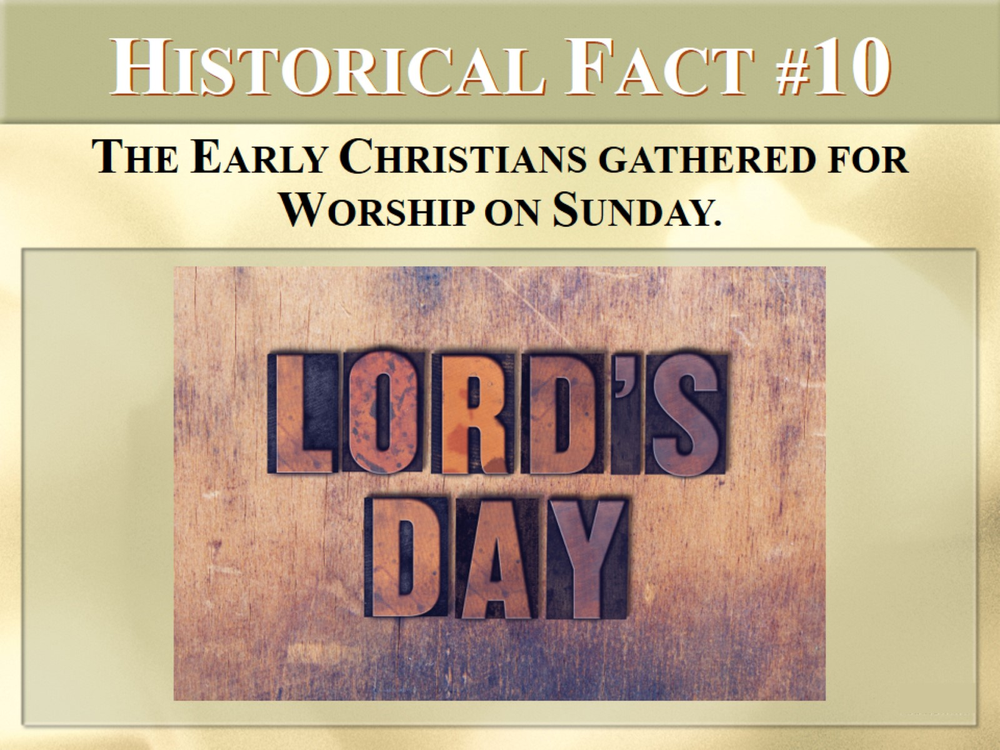 HISTORICAL FACT #10
THE EARLY CHRISTIANS GATHERED FOR
WORSHIP ON SUNDAY.
LORD'S
DAY